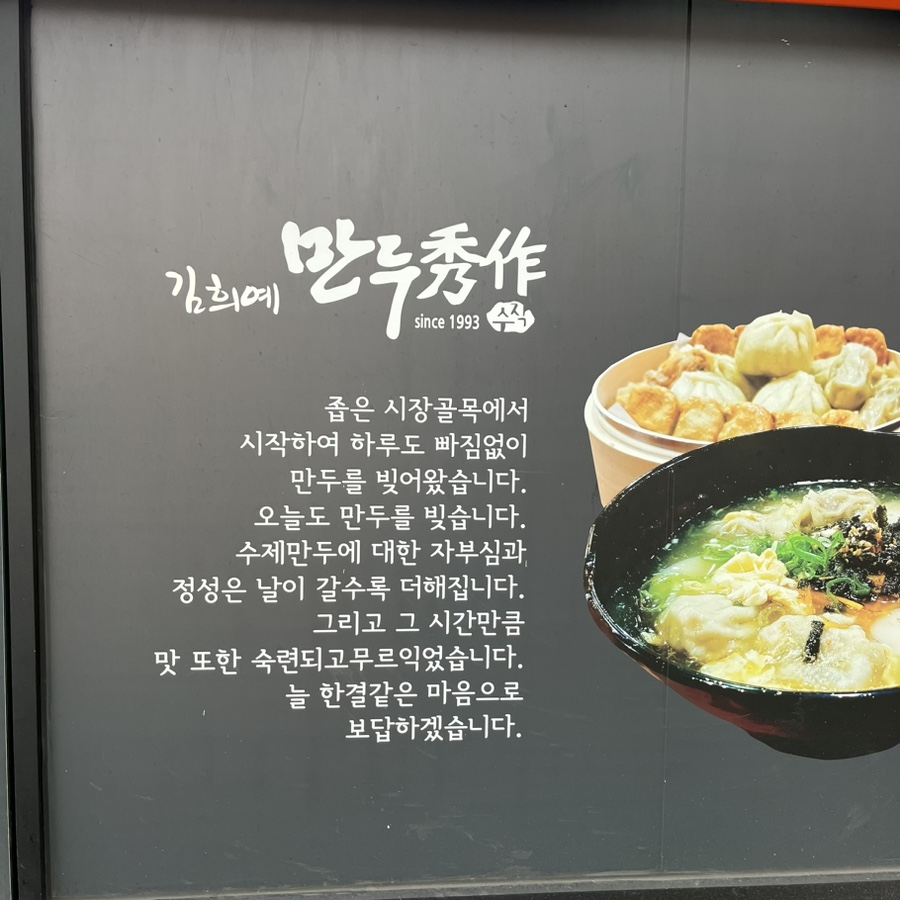 김희예 만두秀作
since 1993 수작
좁은 시장골목에서
시작하여 하루도 빠짐없이
만두를 빚어왔습니다.
오늘도 만두를 빚습니다.
수제만두에 대한 자부심과
정성은 날이 갈수록 더해집니다.
그리고 그 시간만큼
맛 또한 숙련되고무르익었습니다.
늘 한결같은 마음으로
보답하겠습니다.